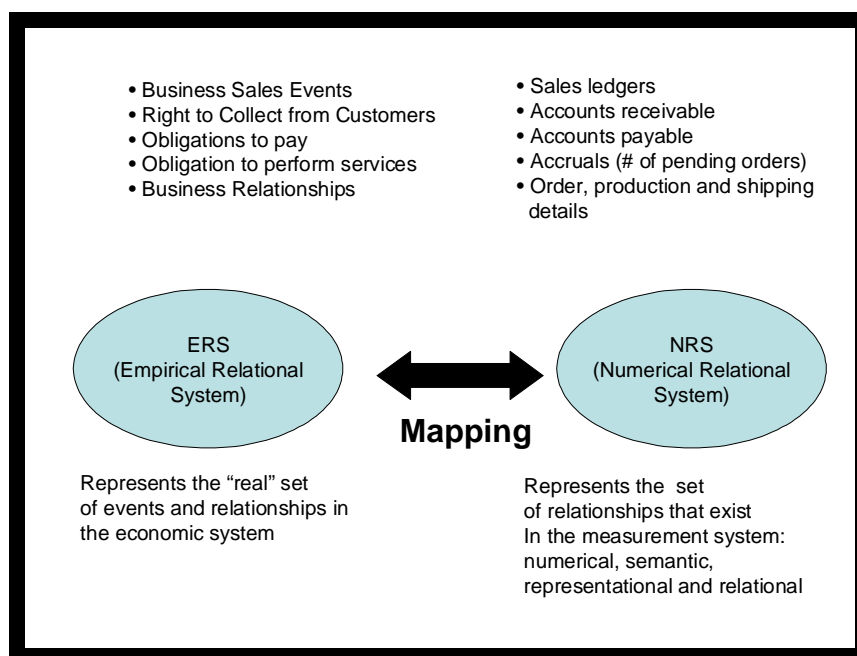 • Business Sales Events
• Right to Collect from Customers
• Obligations to pay
• Obligation to perform services
• Business Relationships
• Sales ledgers
• Accounts receivable
• Accounts payable
• Accruals (# of pending orders)
• Order, production and shipping
details
ERS
(Empirical Relational
System)
Mapping
NRS
(Numerical Relational
System)
Represents the “real” set
of events and relationships in
the economic system
Represents the set
of relationships that exist
In the measurement system:
numerical, semantic,
representational and relational